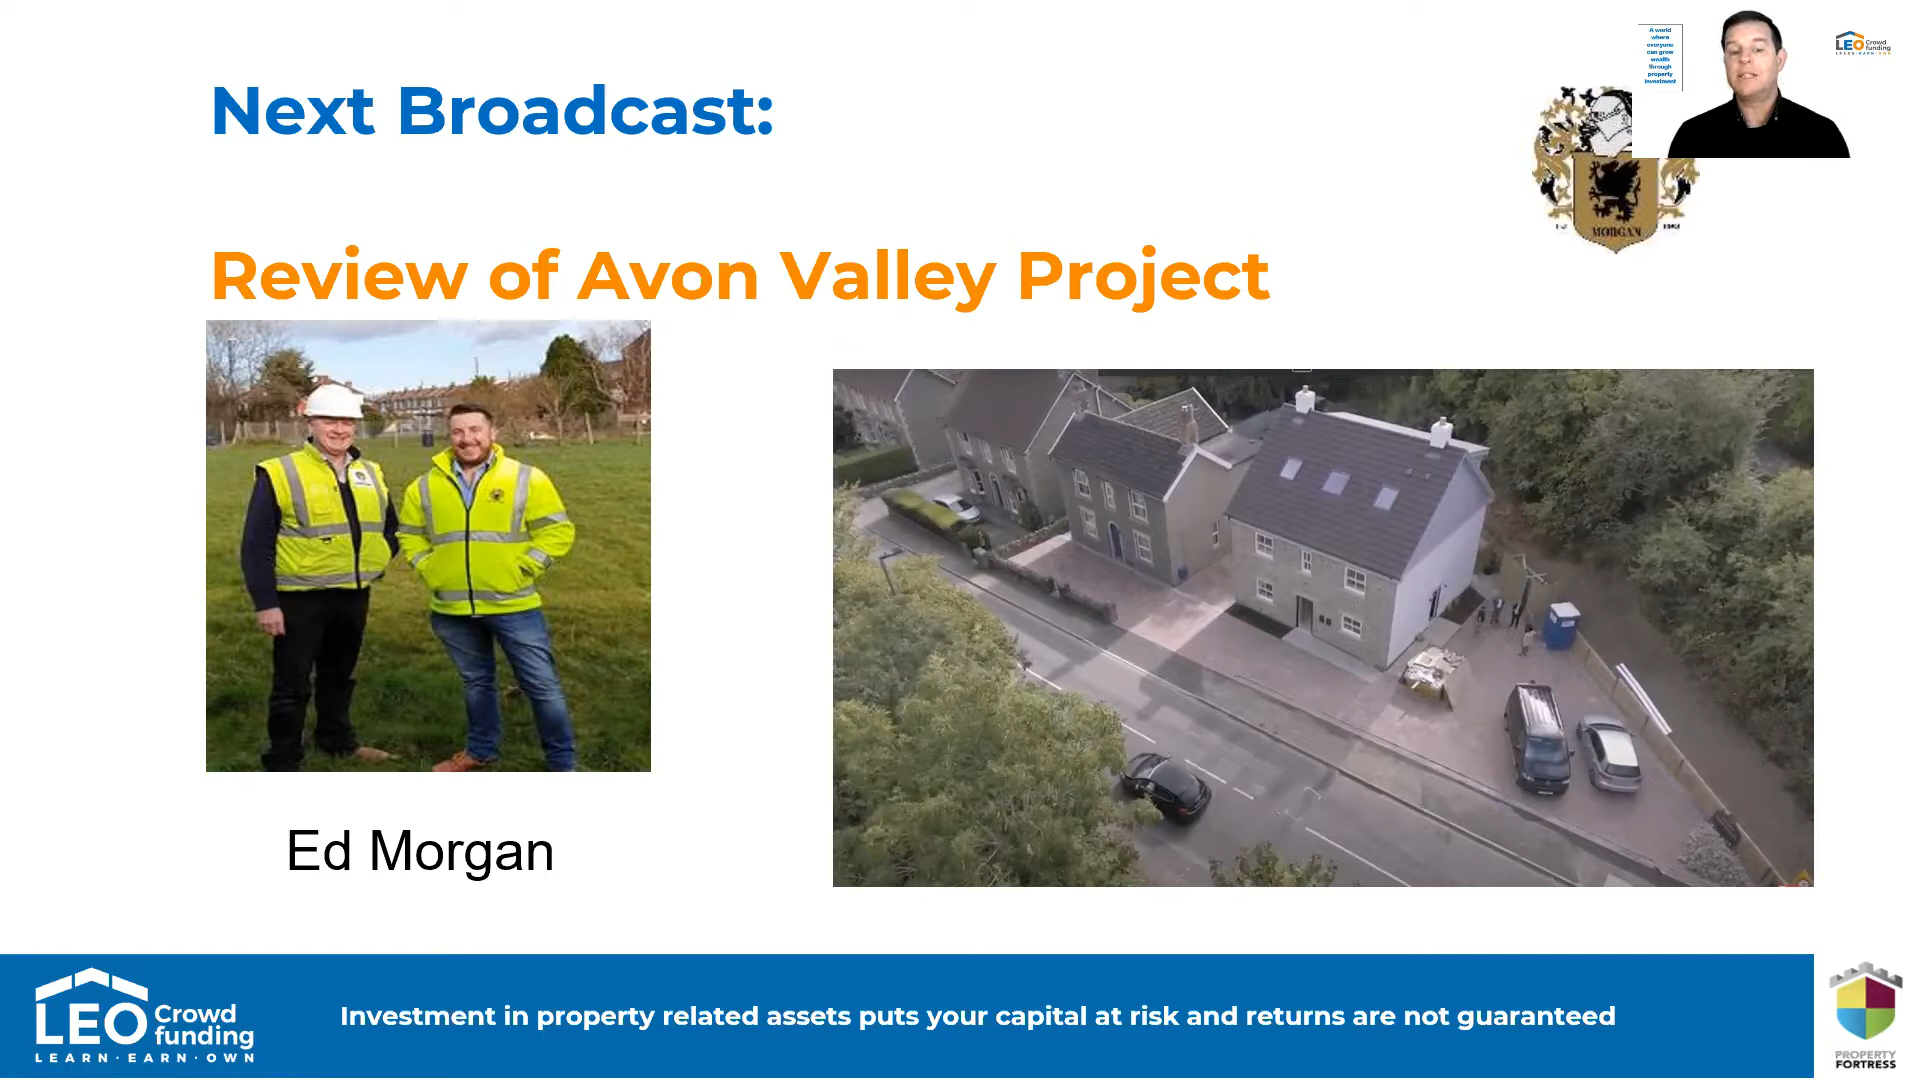 Next Broadcast:
A world
where
everyone
can grow
wealth
through
property
investment
LEO Crowd
funding
LEARN·EARN·OWN
MORGAN
Review of Avon Valley Project
Ed Morgan
LEO Crowd
funding
LEARN·EARN·OWN
Investment in property related assets puts your capital at risk and returns are not guaranteed
PROPERTY
FORTRESS